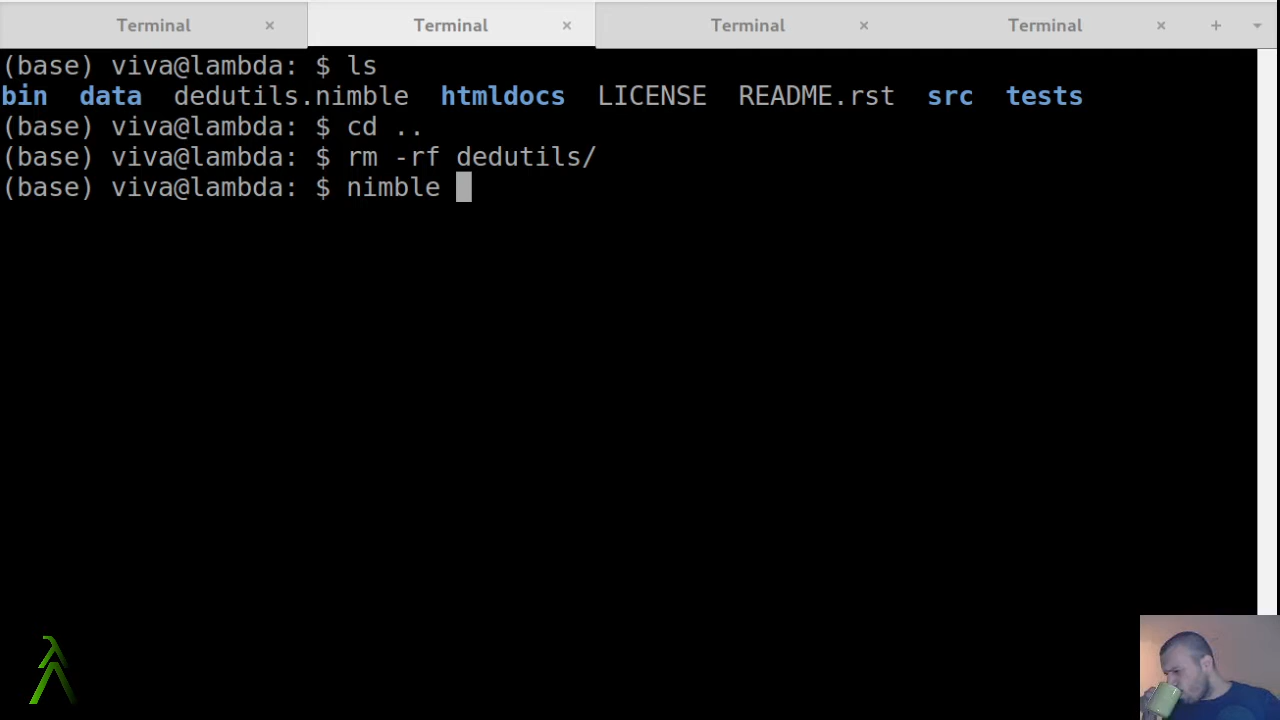 Terminal × Terminal × Terminal × Terminal × +
(base) viva@lambda: $ ls
bin data dedutils.nimble htmldocs LICENSE README.rst src tests
(base) viva@lambda: $ cd ..
(base) viva@lambda: $ rm -rf dedutils/
(base) viva@lambda: $ nimble